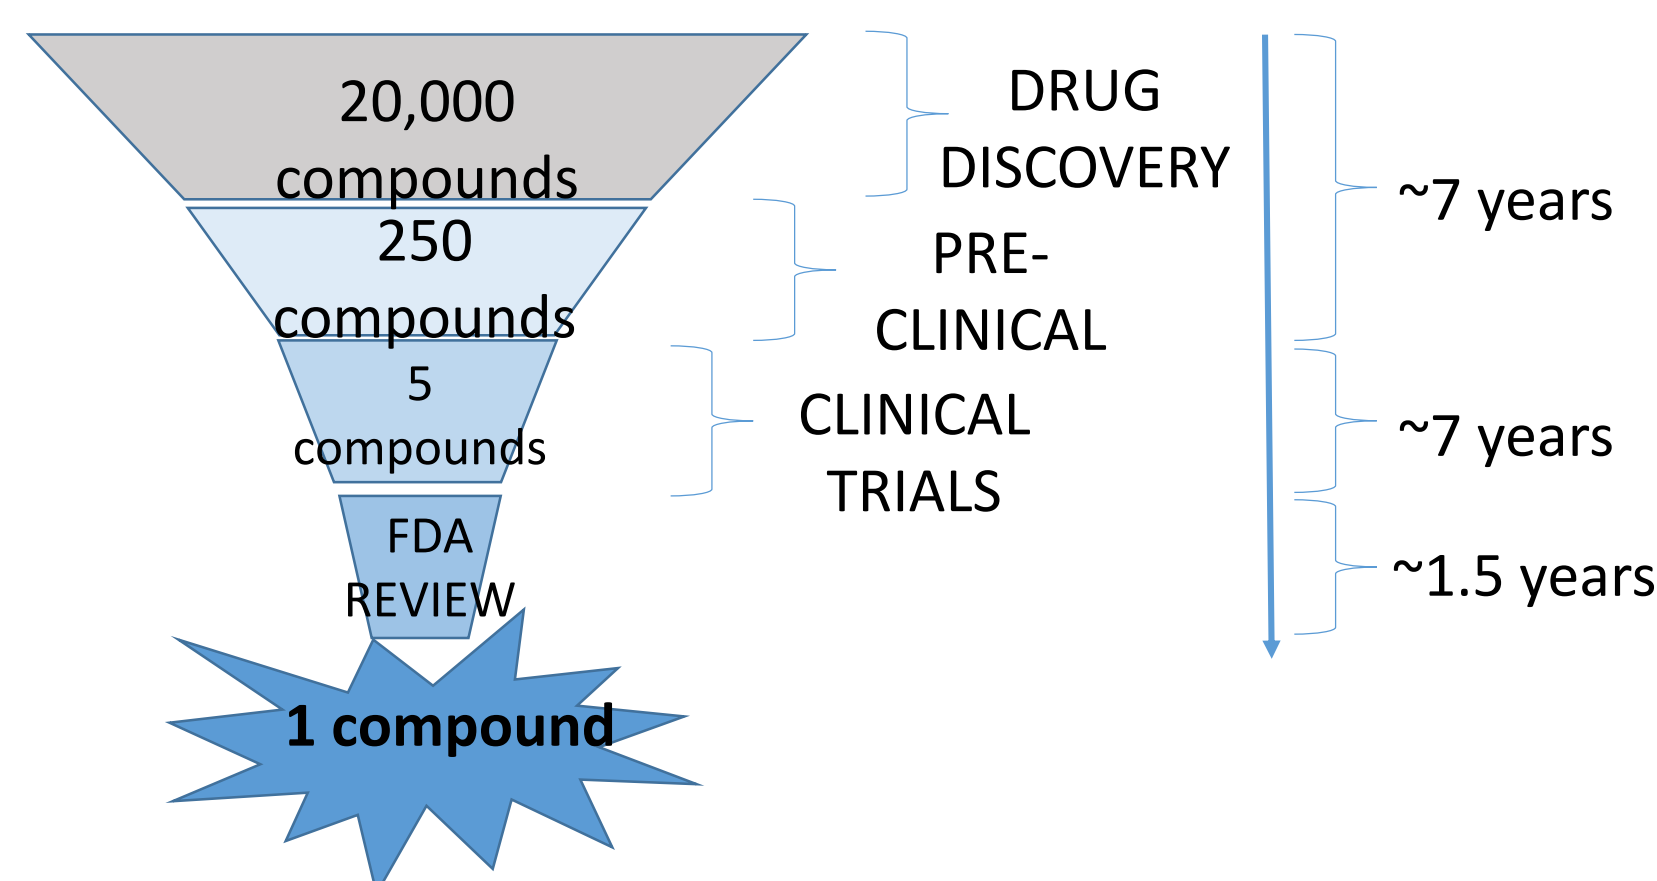 20,000
compounds
DRUG
DISCOVERY
~7 years
250
compounds
PRE-
CLINICAL
5
compounds
CLINICAL
TRIALS
~7 years
FDA
REVIEW
~1.5 years
1 compound